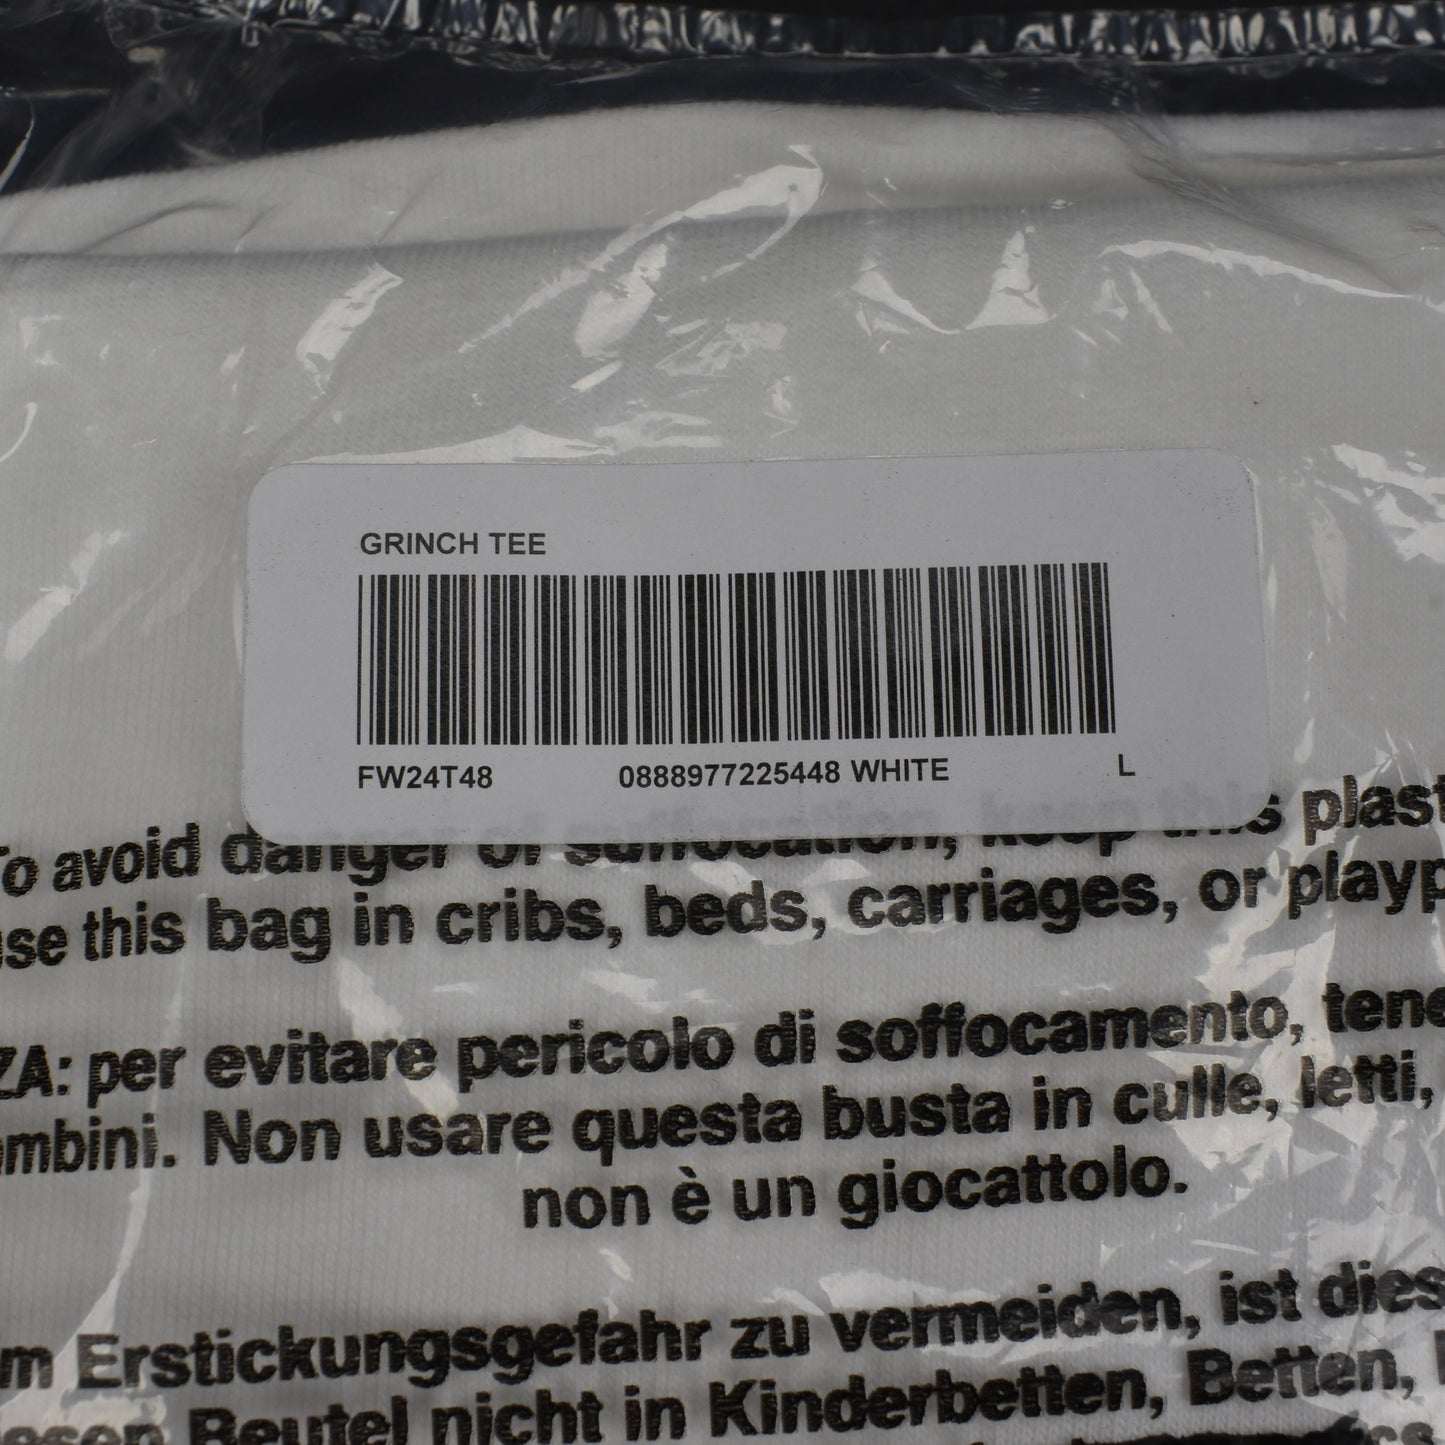 GRINCH TEE
FW24T48 0888977225448 WHITE L
To avoid danger of suffocation, keep this plast
use this bag in cribs, beds, carriages, or playp
ZA: per evitare pericolo di soffocamento, tene
ambini. Non usare questa busta in culle, letti,
non è un giocattolo.
m Erstickungsgefahr zu vermeiden, ist dies
iesen Beutel nicht in Kinderbetten, Betten,